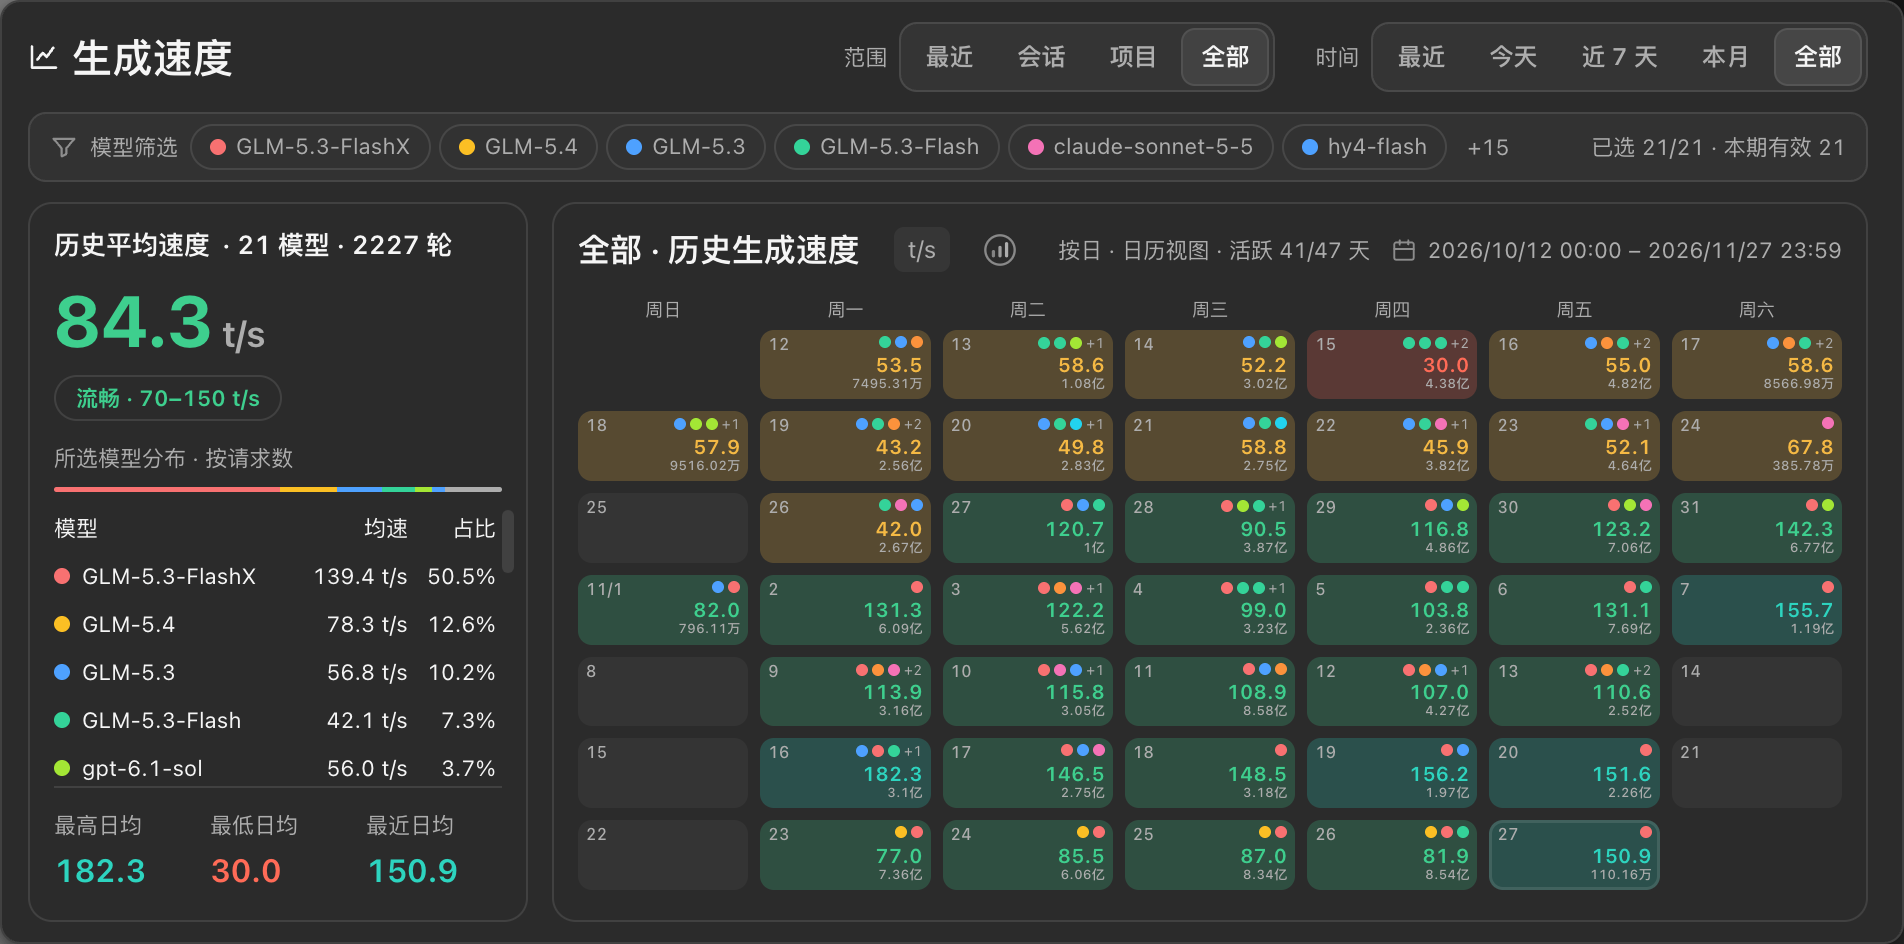 生成速度
范围 最近 会话 项目 全部 时间 最近 今天 近 7 天 本月 全部
模型筛选 GLM-5.3-FlashX GLM-5.4 GLM-5.3 GLM-5.3-Flash claude-sonnet-5-5 hy4-flash +15 已选 21/21 · 本期有效 21
历史平均速度 · 21 模型 · 2227 轮
84.3 t/s
流畅 · 70–150 t/s
所选模型分布 · 按请求数
模型 均速 占比
GLM-5.3-FlashX 139.4 t/s 50.5%
GLM-5.4 78.3 t/s 12.6%
GLM-5.3 56.8 t/s 10.2%
GLM-5.3-Flash 42.1 t/s 7.3%
gpt-6.1-sol 56.0 t/s 3.7%
最高日均 最低日均 最近日均
182.3 30.0 150.9
全部 · 历史生成速度 t/s 按日 · 日历视图 · 活跃 41/47 天 2026/10/12 00:00 – 2026/11/27 23:59
周日 周一 周二 周三 周四 周五 周六
12 13 +1 14 15 +2 16 +2 17 +2
53.5 58.6 52.2 30.0 55.0 58.6
7495.31万 1.08亿 3.02亿 4.38亿 4.82亿 8566.98万
18 +1 19 +2 20 +1 21 22 +1 23 +1 24
57.9 43.2 49.8 58.8 45.9 52.1 67.8
9516.02万 2.56亿 2.83亿 2.75亿 3.82亿 4.64亿 385.78万
25 26 27 28 +1 29 30 31
42.0 120.7 90.5 116.8 123.2 142.3
2.67亿 1亿 3.87亿 4.86亿 7.06亿 6.77亿
11/1 2 3 +1 4 +1 5 6 7
82.0 131.3 122.2 99.0 103.8 131.1 155.7
796.11万 6.09亿 5.62亿 3.23亿 2.36亿 7.69亿 1.19亿
8 9 +2 10 +1 11 12 +1 13 +2 14
113.9 115.8 108.9 107.0 110.6
3.16亿 3.05亿 8.58亿 4.27亿 2.52亿
15 16 +1 17 18 19 20 21
182.3 146.5 148.5 156.2 151.6
3.1亿 2.75亿 3.18亿 1.97亿 2.26亿
22 23 24 25 26 27
77.0 85.5 87.0 81.9 150.9
7.36亿 6.06亿 8.34亿 8.54亿 110.16万